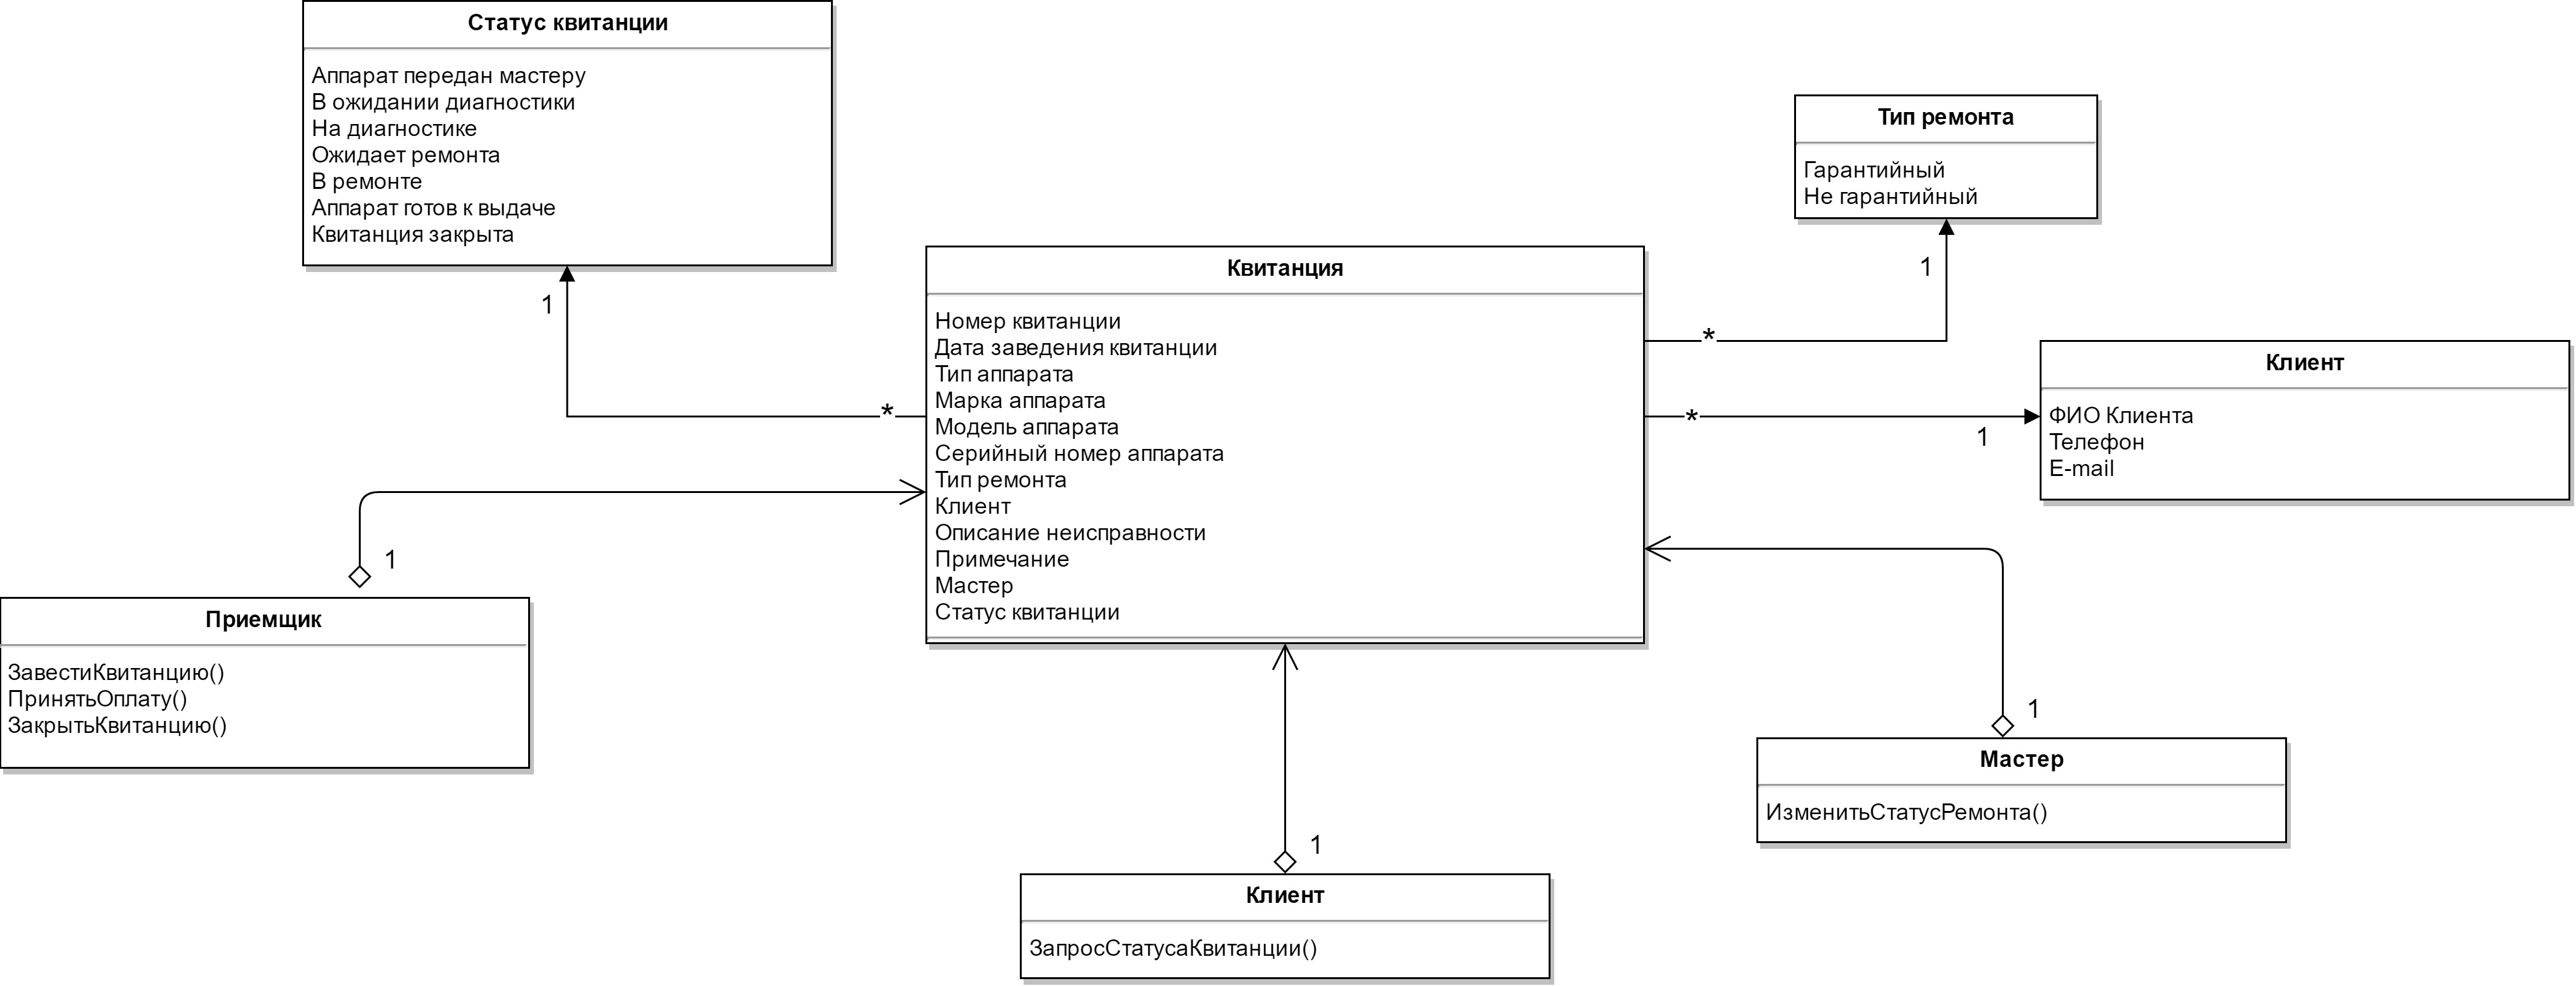 Статус квитанции
Аппарат передан мастеру
В ожидании диагностики
На диагностике
Ожидает ремонта
В ремонте
Аппарат готов к выдаче
Квитанция закрыта
1
*
Тип ремонта
Гарантийный
Не гарантийный
1
*
Квитанция
Номер квитанции
Дата заведения квитанции
Тип аппарата
Марка аппарата
Модель аппарата
Серийный номер аппарата
Тип ремонта
Клиент
Описание неисправности
Примечание
Мастер
Статус квитанции
*
1
Клиент
ФИО Клиента
Телефон
E-mail
1
Приемщик
ЗавестиКвитанцию()
ПринятьОплату()
ЗакрытьКвитанцию()
1
Клиент
ЗапросСтатусаКвитанции()
1
Мастер
ИзменитьСтатусРемонта()